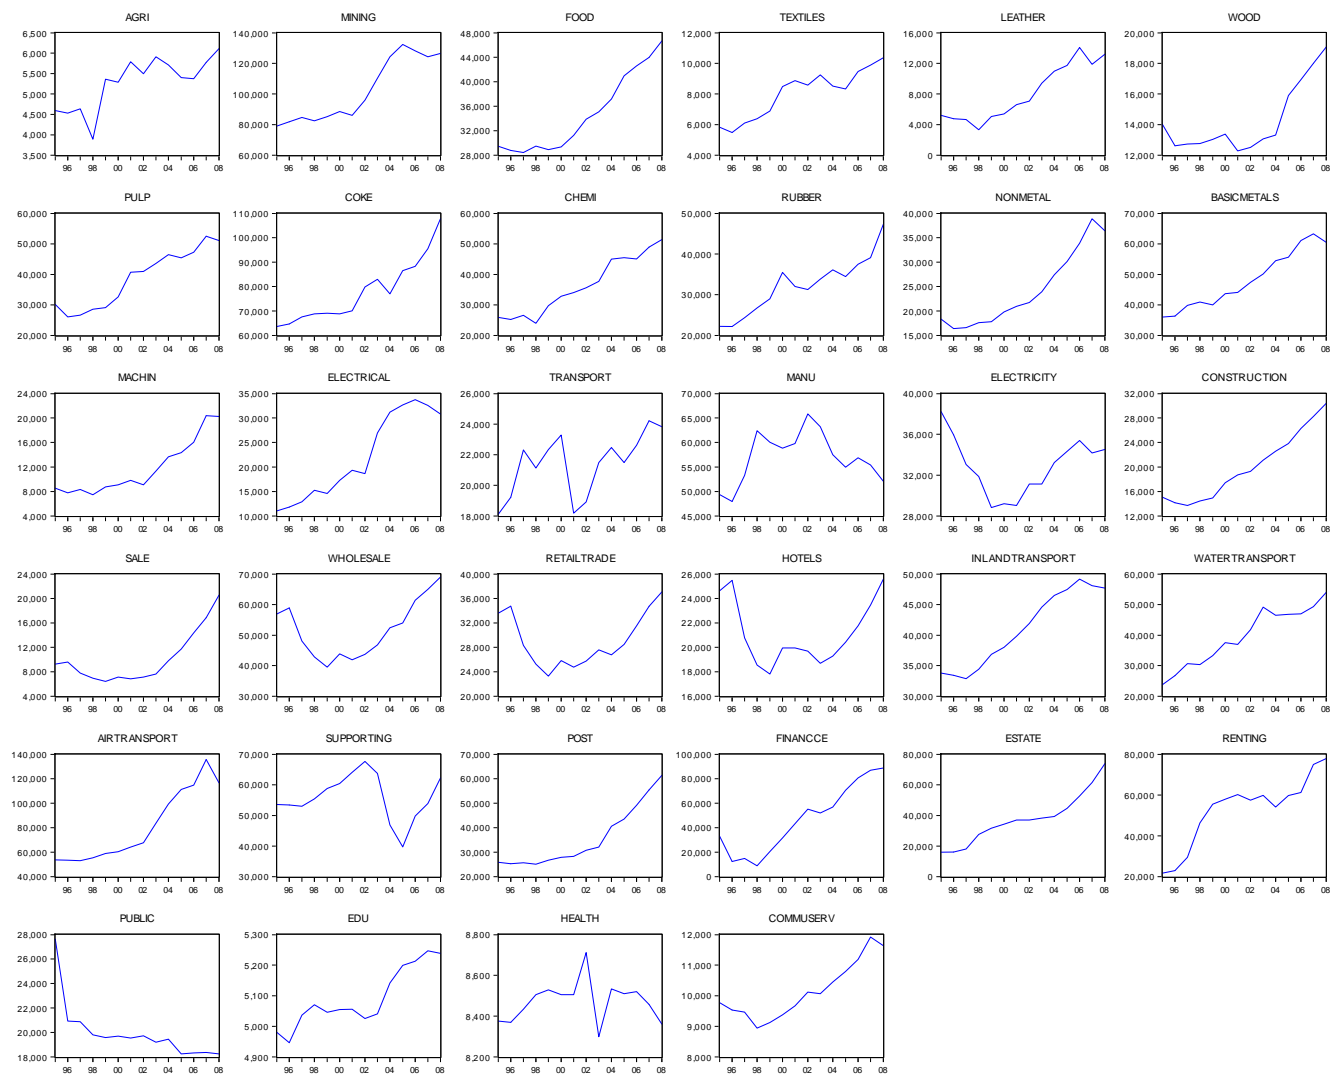 AGRI MINING FOOD TEXTILES LEATHER WOOD
6,500 140,000 48,000 12,000 16,000 20,000
6,000 44,000 18,000
5,500 120,000 40,000 10,000 12,000
5,000 100,000 36,000 8,000 8,000 16,000
4,500 80,000 32,000 6,000 4,000 14,000
4,000
3,500 60,000 28,000 4,000 0 12,000
96 98 00 02 04 06 08 96 98 00 02 04 06 08 96 98 00 02 04 06 08 96 98 00 02 04 06 08 96 98 00 02 04 06 08 96 98 00 02 04 06 08
PULP COKE CHEMI RUBBER NONMETAL BASICMETALS
60,000 110,000 60,000 50,000 40,000 70,000
50,000 100,000 50,000 40,000 35,000 60,000
40,000 90,000 40,000 30,000 50,000
80,000 25,000
30,000 70,000 30,000 30,000 20,000 40,000
20,000 60,000 20,000 20,000 15,000 30,000
96 98 00 02 04 06 08 96 98 00 02 04 06 08 96 98 00 02 04 06 08 96 98 00 02 04 06 08 96 98 00 02 04 06 08 96 98 00 02 04 06 08
MACHIN ELECTRICAL TRANSPORT MANU ELECTRICITY CONSTRUCTION
24,000 35,000 26,000 70,000 40,000 32,000
20,000 30,000 24,000 65,000 36,000 28,000
16,000 25,000 60,000 24,000
12,000 20,000 22,000 55,000 32,000 20,000
8,000 15,000 20,000 50,000 16,000
4,000 10,000 18,000 45,000 28,000 12,000
96 98 00 02 04 06 08 96 98 00 02 04 06 08 96 98 00 02 04 06 08 96 98 00 02 04 06 08 96 98 00 02 04 06 08 96 98 00 02 04 06 08
SALE WHOLESALE RETAILTRADE HOTELS INLANDTRANSPORT WATERTRANSPORT
24,000 70,000 40,000 26,000 50,000 60,000
20,000 60,000 36,000 24,000 45,000 50,000
16,000 50,000 32,000 22,000 40,000 40,000
12,000 28,000 20,000
8,000 40,000 24,000 18,000 35,000 30,000
4,000 30,000 20,000 16,000 30,000 20,000
96 98 00 02 04 06 08 96 98 00 02 04 06 08 96 98 00 02 04 06 08 96 98 00 02 04 06 08 96 98 00 02 04 06 08 96 98 00 02 04 06 08
AIRTRANSPORT SUPPORTING POST FINANCCE ESTATE RENTING
140,000 70,000 70,000 100,000 80,000 80,000
120,000 60,000 60,000 80,000 60,000
100,000 50,000 60,000 60,000
80,000 50,000 40,000 40,000 40,000
60,000 40,000 30,000 20,000 20,000 40,000
40,000 30,000 20,000 0 0 20,000
96 98 00 02 04 06 08 96 98 00 02 04 06 08 96 98 00 02 04 06 08 96 98 00 02 04 06 08 96 98 00 02 04 06 08 96 98 00 02 04 06 08
PUBLIC EDU HEALTH COMMUSERV
28,000 5,300 8,800 12,000
26,000 5,200 11,000
24,000 5,100 8,600 10,000
22,000 5,000 8,400 9,000
20,000
18,000 4,900 8,200 8,000
96 98 00 02 04 06 08 96 98 00 02 04 06 08 96 98 00 02 04 06 08 96 98 00 02 04 06 08